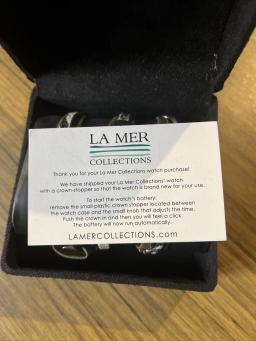 LA MER
COLLECTIONS
Thank you for your La Mer Collections watch purchase!
We have shipped your La Mer Collections' watch
with a crown-stopper so that the watch is brand new for your use.
To start the watch's battery:
remove the small plastic crown stopper located between
the watch case and the small knob that adjusts the time.
Push the crown in and then you will feel a click.
The battery will now run automatically.
LAMERCOLLECTIONS.com